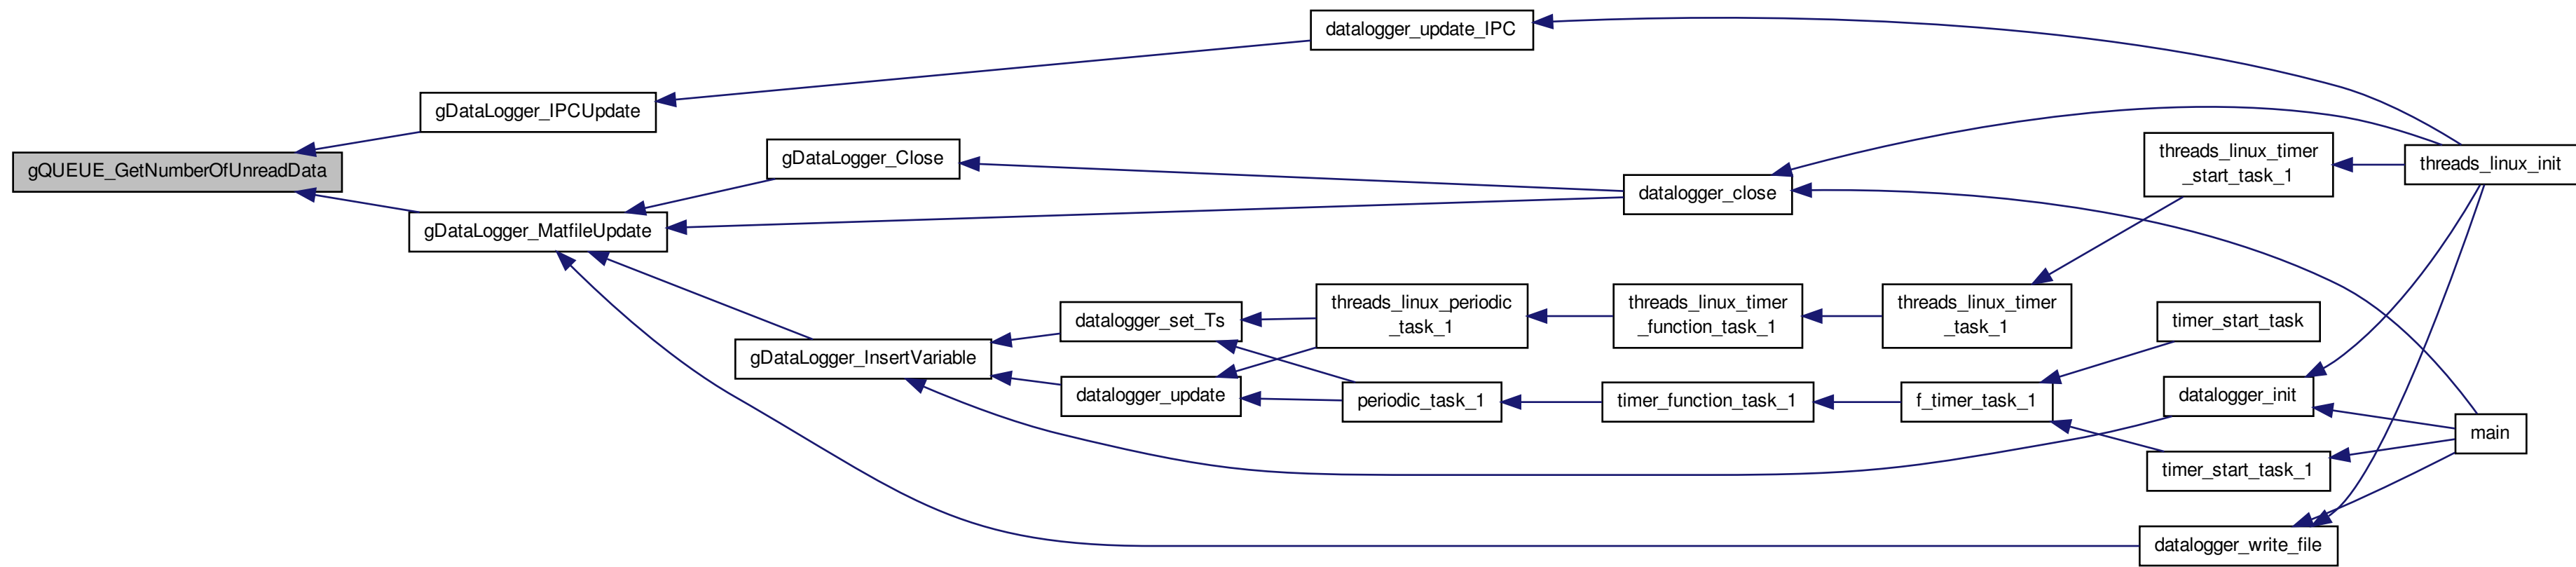 datalogger_update_IPC
gDataLogger_IPCUpdate
gQUEUE_GetNumberOfUnreadData
gDataLogger_Close
gDataLogger_MatfileUpdate
datalogger_close
threads_linux_timer
_start_task_1
threads_linux_init
gDataLogger_InsertVariable
datalogger_set_Ts
datalogger_update
threads_linux_periodic
_task_1
threads_linux_timer
_function_task_1
threads_linux_timer
_task_1
timer_start_task
periodic_task_1
timer_function_task_1
f_timer_task_1
datalogger_init
main
timer_start_task_1
datalogger_write_file